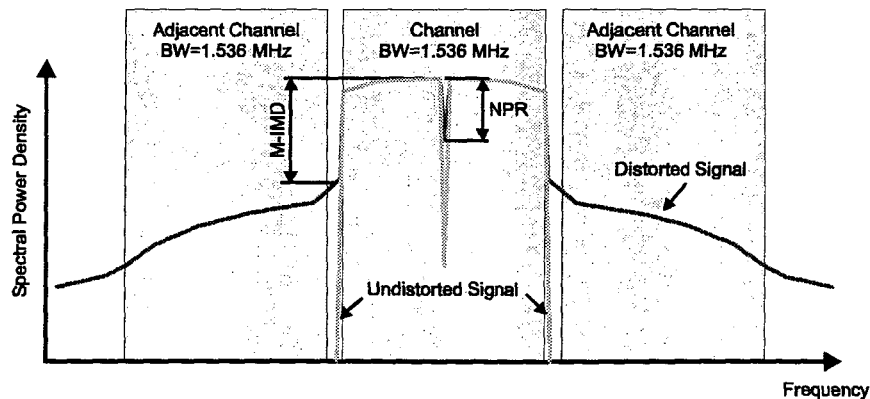 Adjacent Channel
BW=1.536 MHz
Channel
BW=1.536 MHz
Adjacent Channel
BW=1.536 MHz
Spectral Power Density
M-IMD
NPR
Distorted Signal
Undistorted Signal
Frequency